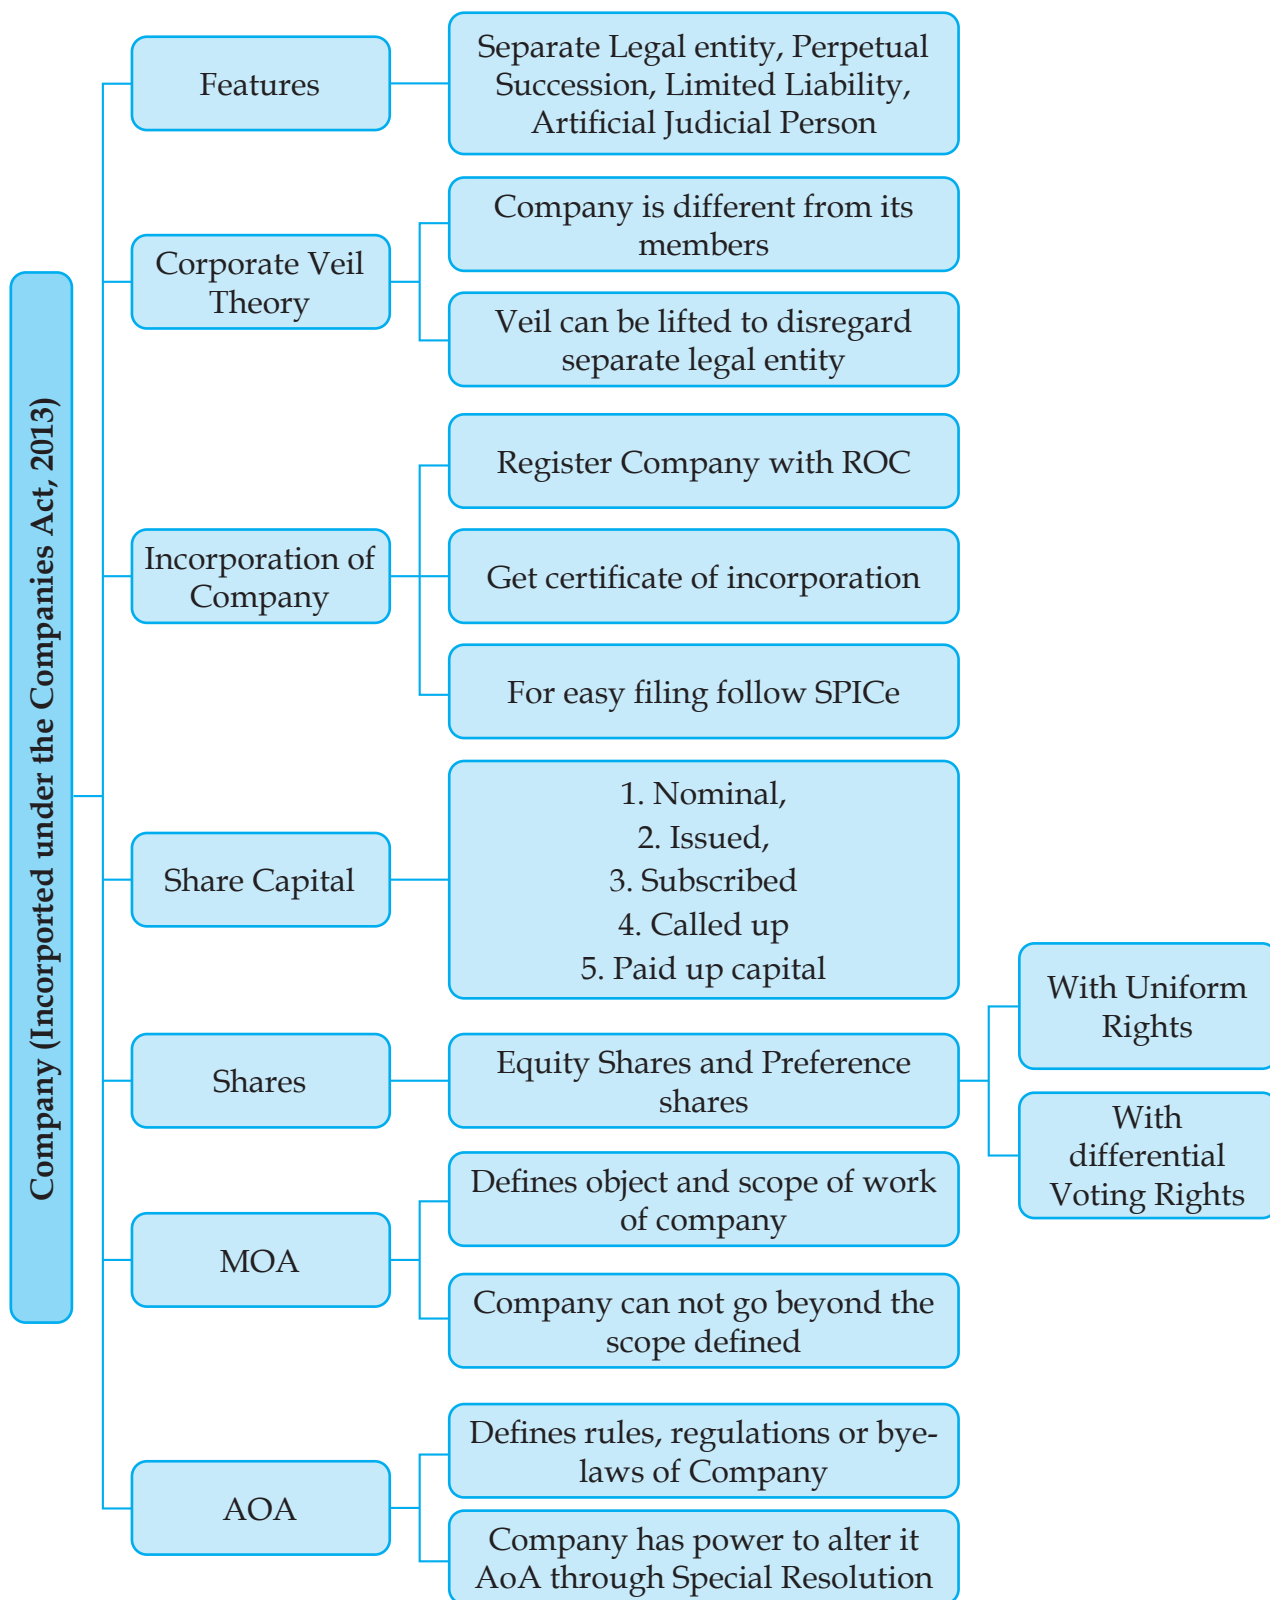 Company (Incorported under the Companies Act, 2013)
Features
Separate Legal entity, Perpetual
Succession, Limited Liability,
Artificial Judicial Person
Corporate Veil
Theory
Company is different from its
members
Veil can be lifted to disregard
separate legal entity
Incorporation of
Company
Register Company with ROC
Get certificate of incorporation
For easy filing follow SPICe
Share Capital
1. Nominal,
2. Issued,
3. Subscribed
4. Called up
5. Paid up capital
Shares
Equity Shares and Preference
shares
With Uniform
Rights
With
differential
Voting Rights
MOA
Defines object and scope of work
of company
Company can not go beyond the
scope defined
AOA
Defines rules, regulations or bye-
laws of Company
Company has power to alter it
AoA through Special Resolution